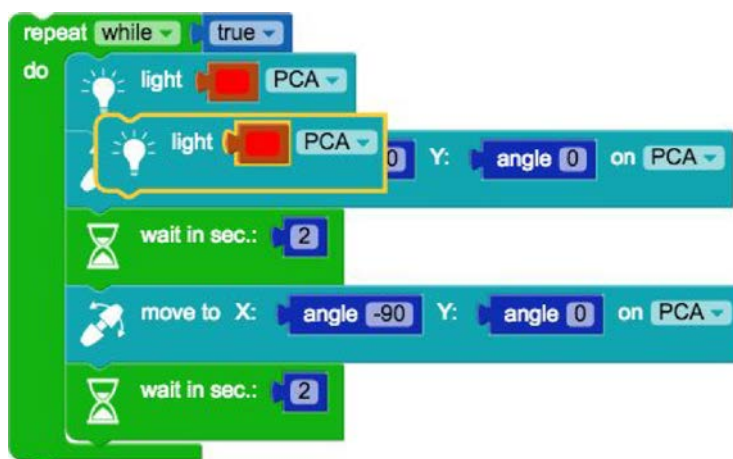 repeat while true
do
light PCA
light PCA
0 Y: angle 0 on PCA
wait in sec.: 2
move to X: angle -90 Y: angle 0 on PCA
wait in sec.: 2